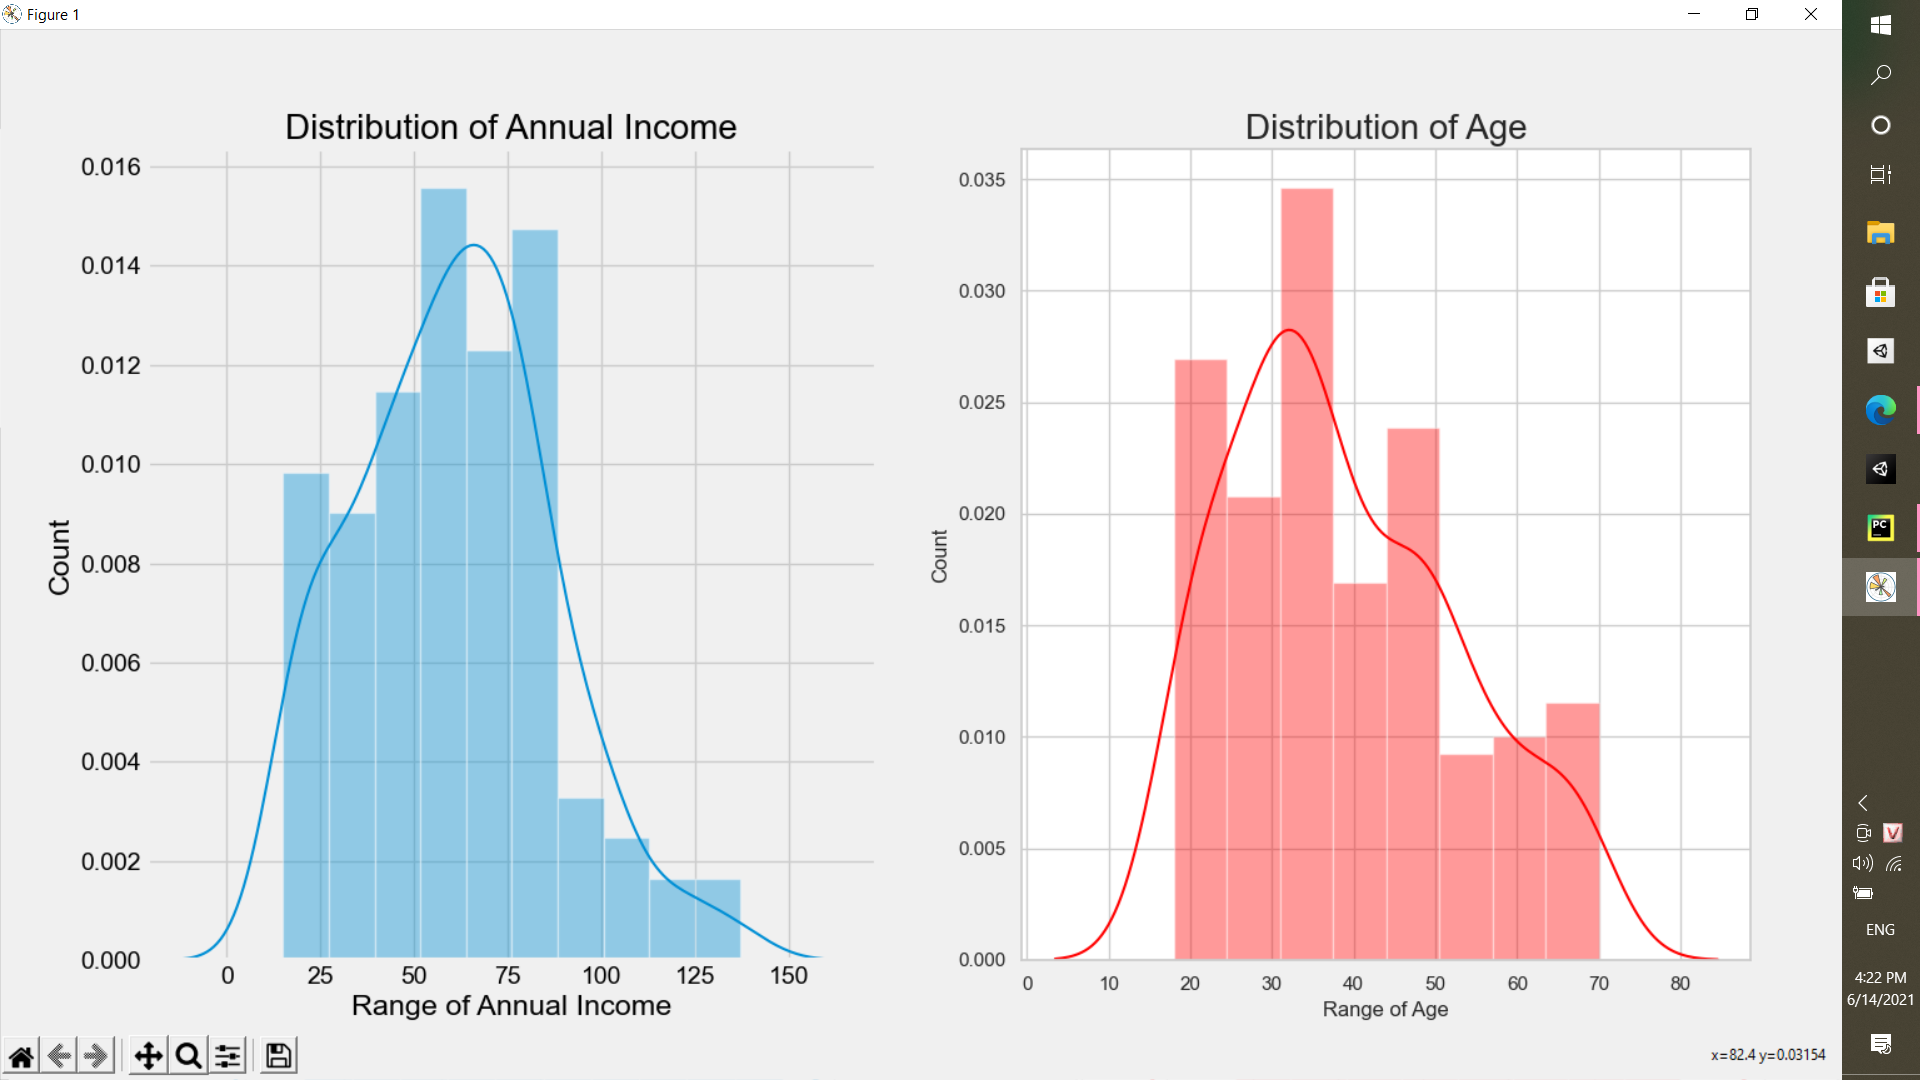 Figure 1
Distribution of Annual Income
0.016
0.014
0.012
0.010
0.008
0.006
0.004
0.002
0.000
Count
0 25 50 75 100 125 150
Range of Annual Income
Distribution of Age
0.035
0.030
0.025
0.020
0.015
0.010
0.005
0.000
Count
0 10 20 30 40 50 60 70 80
Range of Age
x=82.4 y=0.03154
PC
V
ENG
4:22 PM
6/14/2021